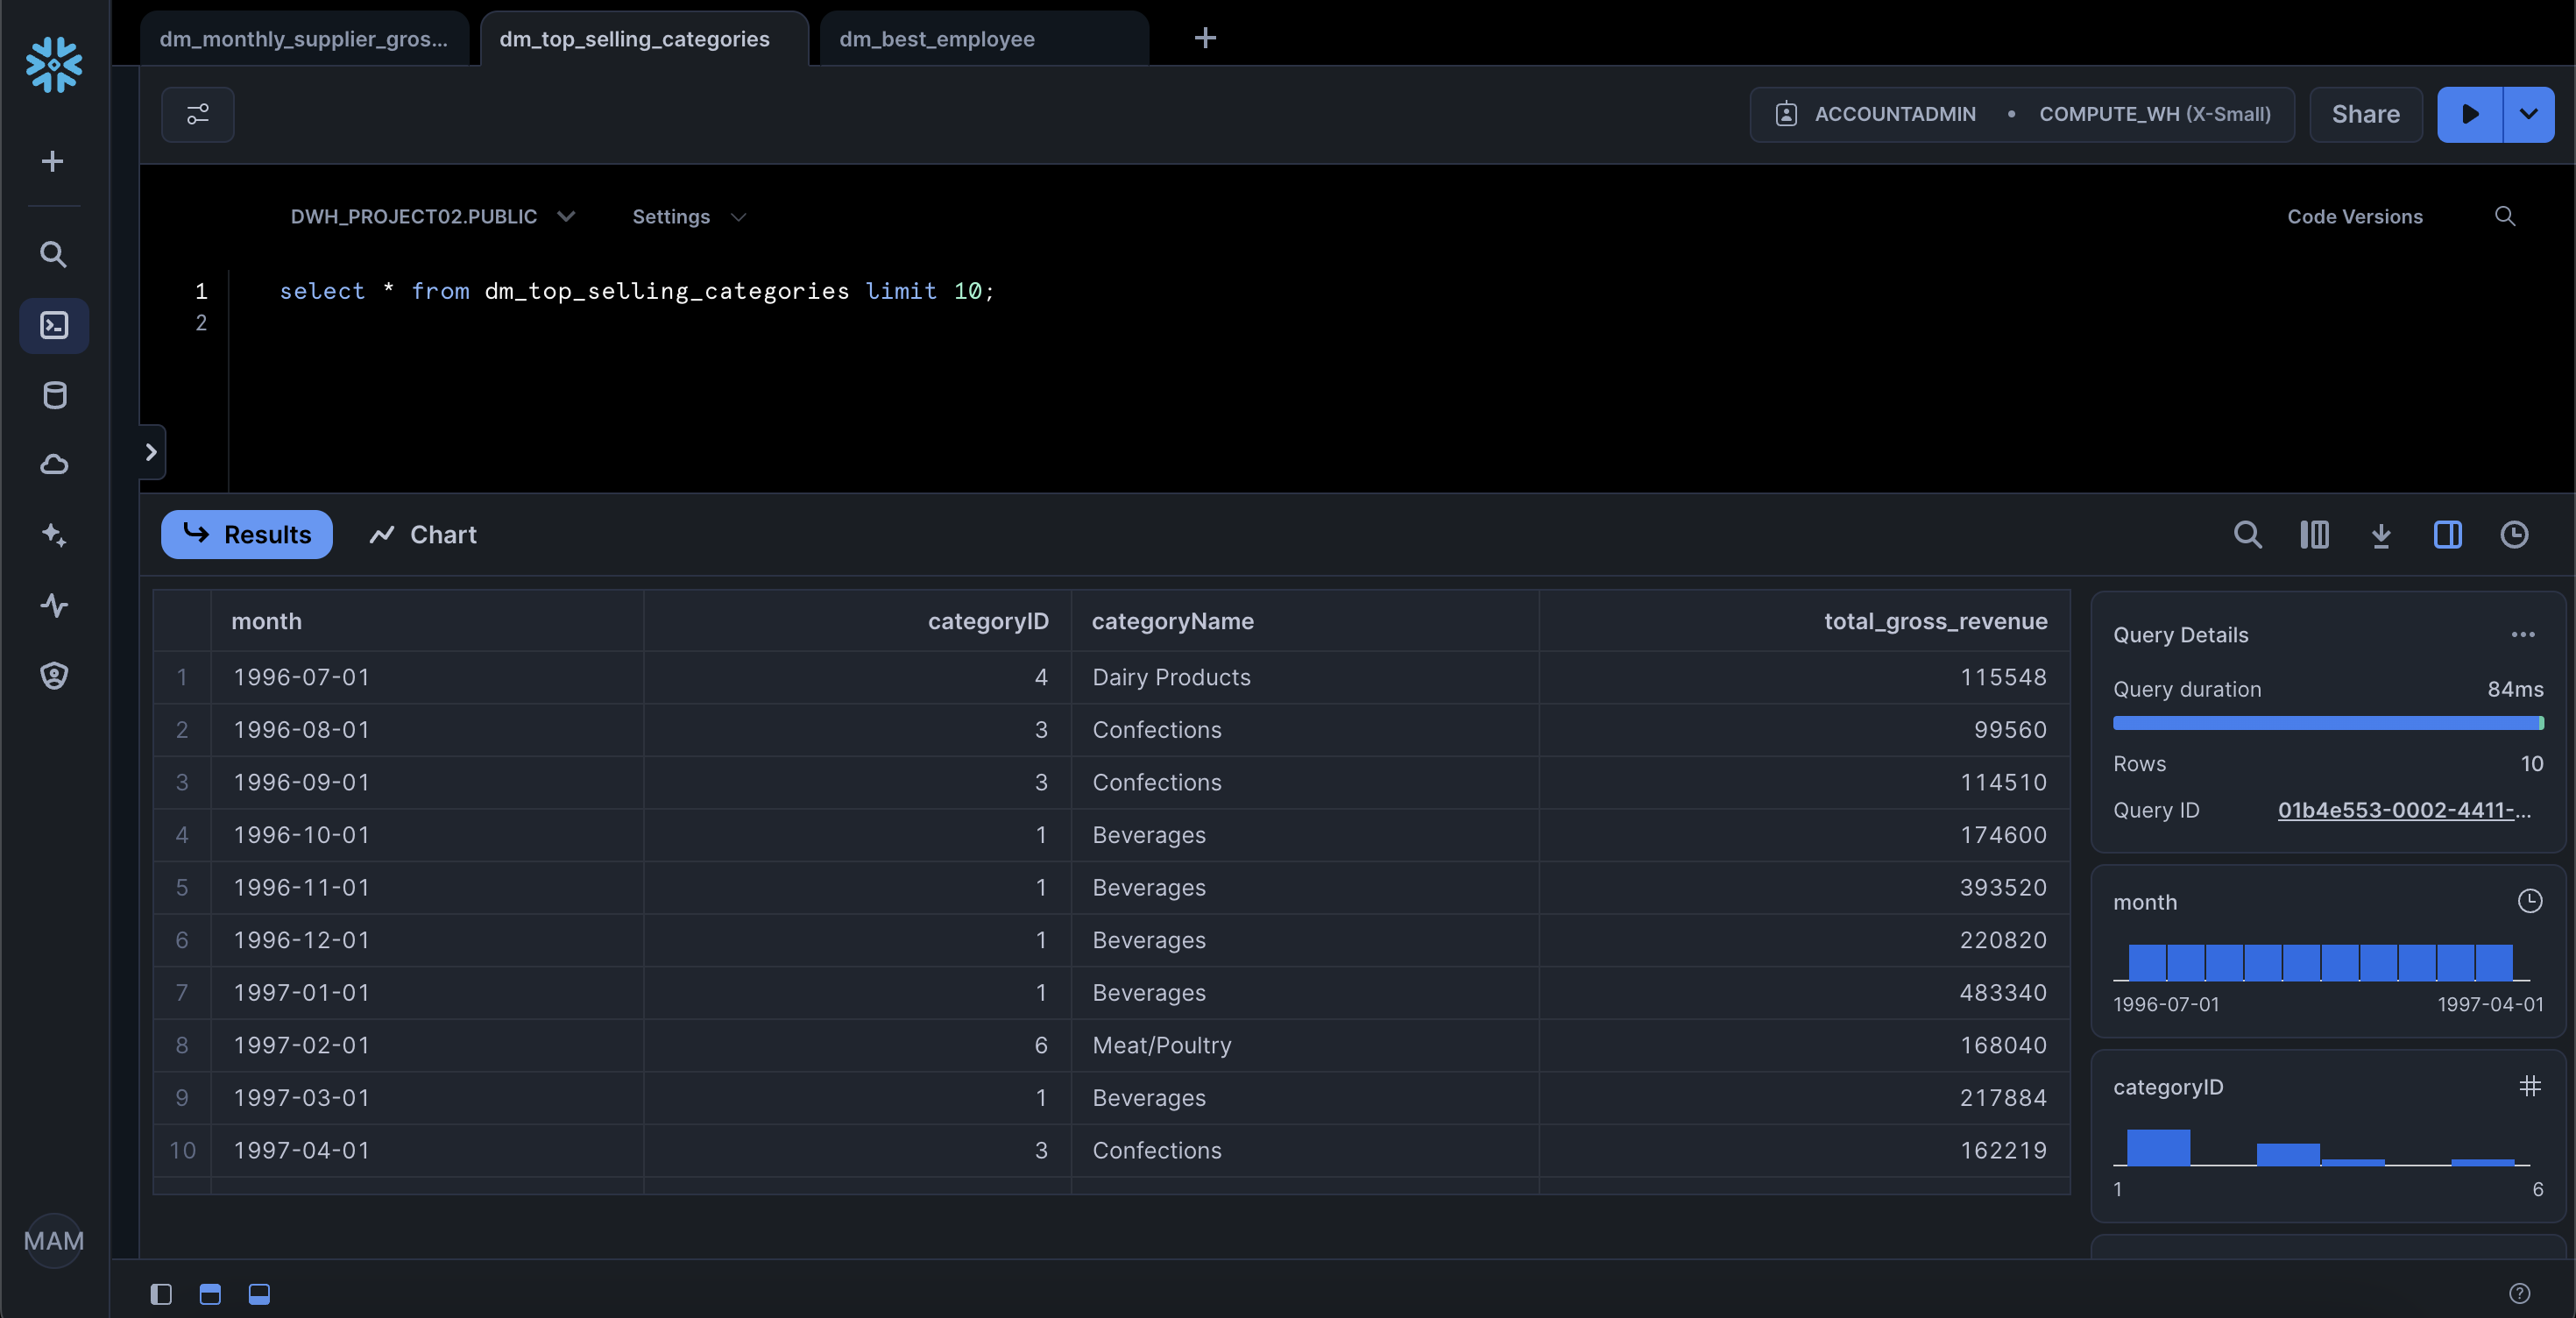 dm_monthly_supplier_gros... dm_top_selling_categories dm_best_employee
ACCOUNTADMIN • COMPUTE_WH (X-Small) Share
DWH_PROJECT02.PUBLIC Settings Code Versions
1 select * from dm_top_selling_categories limit 10;
2
Results Chart
month categoryID categoryName total_gross_revenue
1 1996-07-01 4 Dairy Products 115548
2 1996-08-01 3 Confections 99560
3 1996-09-01 3 Confections 114510
4 1996-10-01 1 Beverages 174600
5 1996-11-01 1 Beverages 393520
6 1996-12-01 1 Beverages 220820
7 1997-01-01 1 Beverages 483340
8 1997-02-01 6 Meat/Poultry 168040
9 1997-03-01 1 Beverages 217884
10 1997-04-01 3 Confections 162219
Query Details
Query duration 84ms
Rows 10
Query ID 01b4e553-0002-4411-...
month
1996-07-01 1997-04-01
categoryID
1 6
MAM